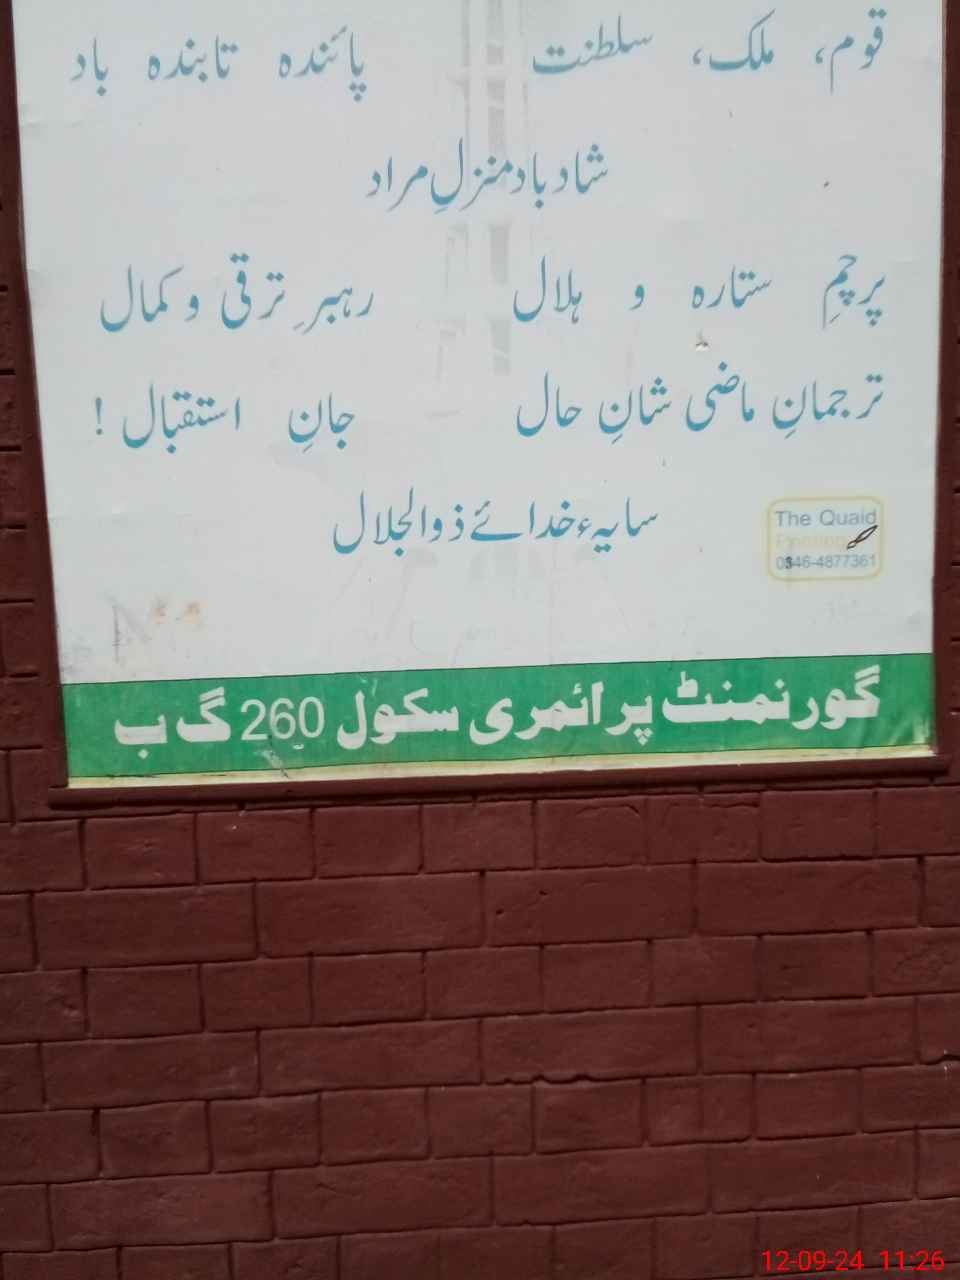 قوم، ملک، سلطنت پائندہ تابندہ باد
شاد باد منزلِ مراد
پرچمِ ستارہ و ہلال رہبرِ ترقی و کمال
ترجمانِ ماضی شانِ حال جانِ استقبال !
سایہء خدائے ذوالجلال
The Quaid
0346-4877361
گورنمنٹ پرائمری سکول 260 گ ب
12-09-24 11:26